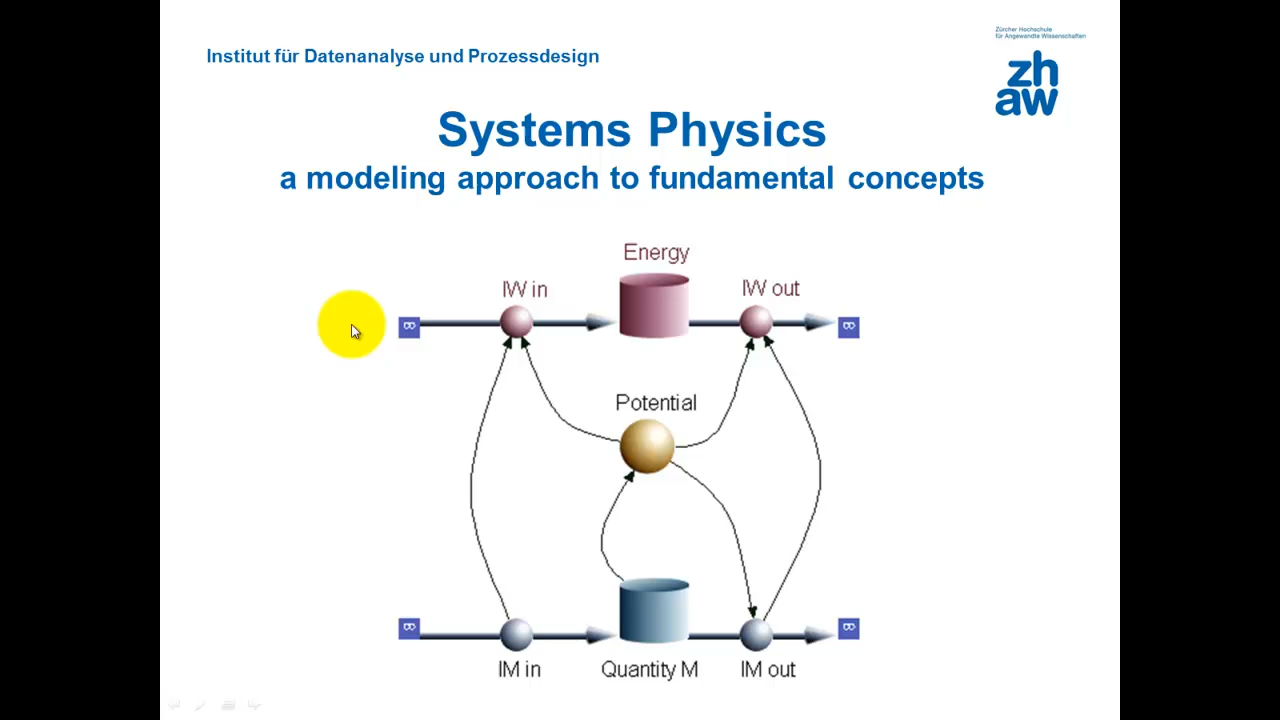 Zürcher Hochschule
für Angewandte Wissenschaften
Institut für Datenanalyse und Prozessdesign
zh
aw
Systems Physics
a modeling approach to fundamental concepts
Energy
IW in
IW out
Potential
IM in
Quantity M
IM out